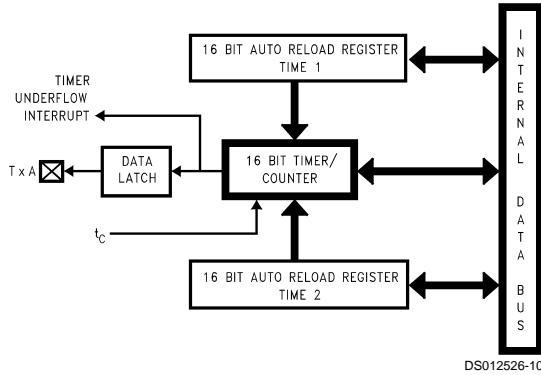 16 BIT AUTO RELOAD REGISTER
TIME 1
TIMER
UNDERFLOW
INTERRUPT
TxA
DATA
LATCH
16 BIT TIMER/
COUNTER
tC
16 BIT AUTO RELOAD REGISTER
TIME 2
INTERNAL DATA BUS
DS012526-10